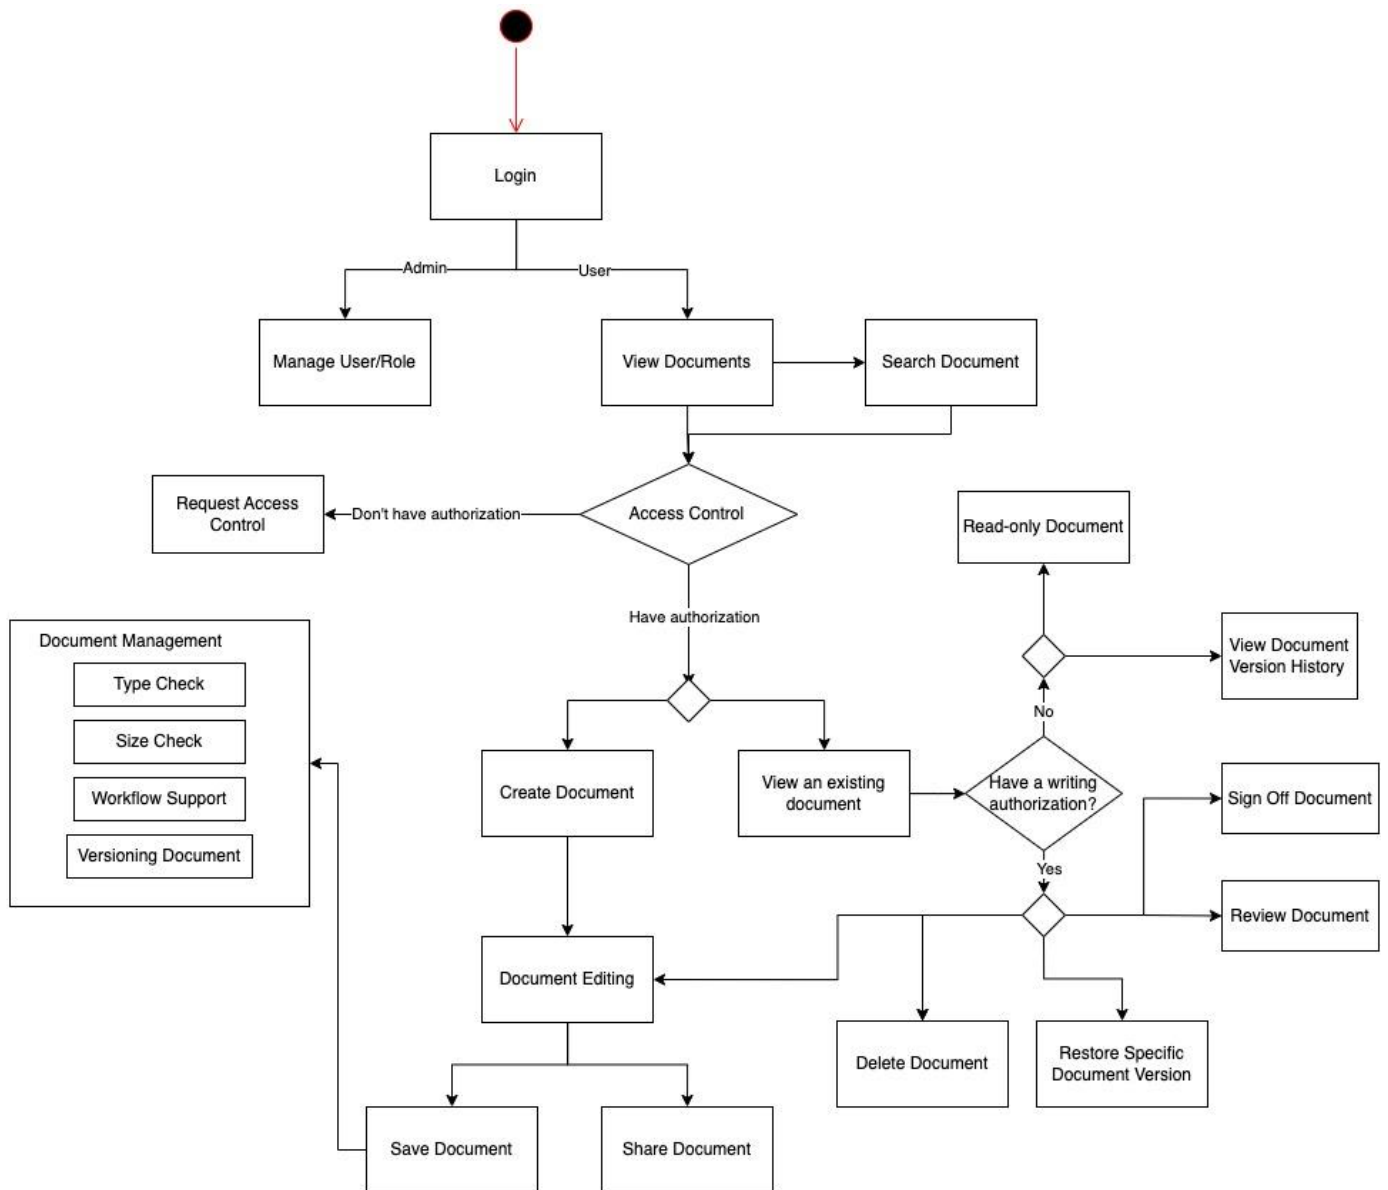 Login
Admin
User
Manage User/Role
View Documents
Search Document
Request Access
Control
Don't have authorization
Access Control
Read-only Document
Have authorization
Document Management
Type Check
Size Check
Workflow Support
Versioning Document
View Document
Version History
No
Create Document
View an existing
document
Have a writing
authorization?
Sign Off Document
Yes
Review Document
Document Editing
Delete Document
Restore Specific
Document Version
Save Document
Share Document